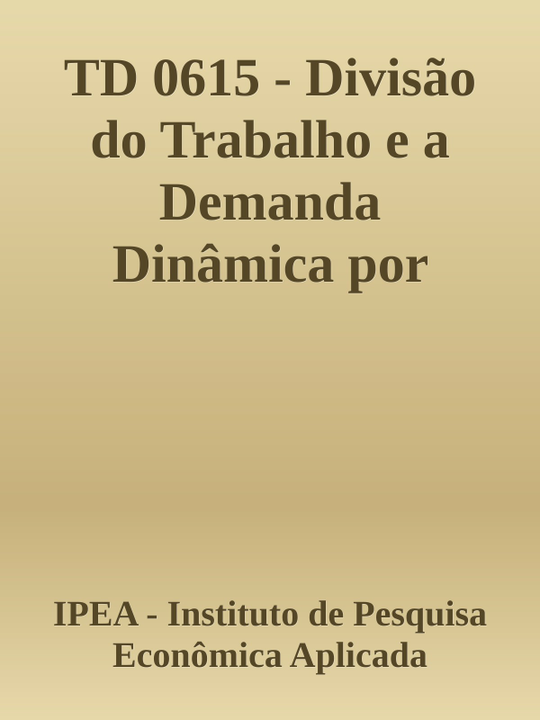 TD 0615 - Divisão
do Trabalho e a
Demanda
Dinâmica por
IPEA - Instituto de Pesquisa
Econômica Aplicada